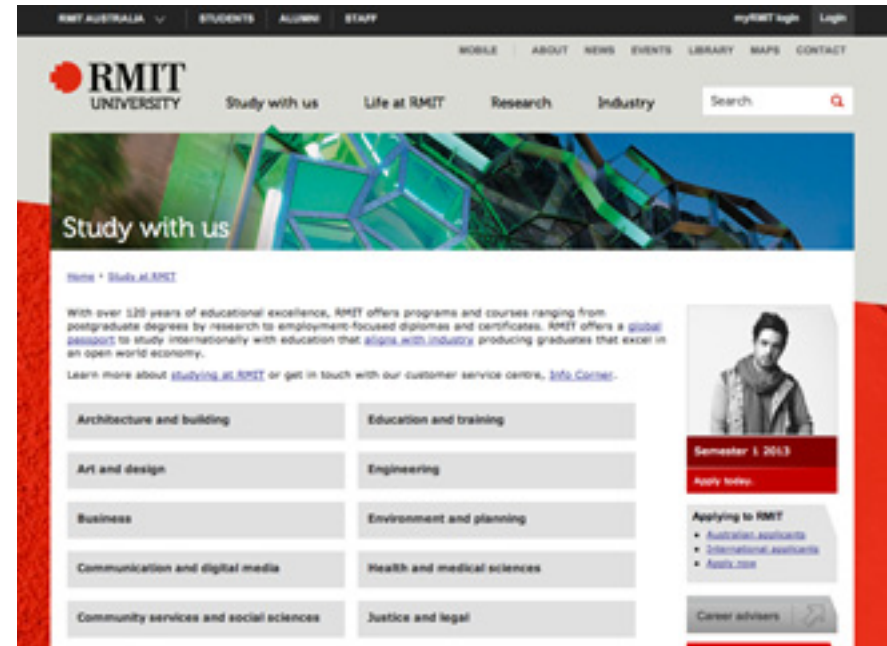 RMIT AUSTRALIA STUDENTS ALUMNI STAFF myRMIT login Login
MOBILE ABOUT NEWS EVENTS LIBRARY MAPS CONTACT
RMIT
UNIVERSITY
Study with us Life at RMIT Research Industry Search
Study with us
Home • Study at RMIT
With over 120 years of educational excellence, RMIT offers programs and courses ranging from
postgraduate degrees by research to employment-focused diplomas and certificates. RMIT offers a global
passport to study internationally with education that aligns with industry producing graduates that excel in
an open world economy.
Learn more about studying at RMIT or get in touch with our customer service centre, Info Corner.
Architecture and building
Education and training
Art and design
Engineering
Business
Environment and planning
Communication and digital media
Health and medical sciences
Community services and social sciences
Justice and legal
Semester 1 2013
Apply today.
Applying to RMIT
• Australian applicants
• International applicants
• Apply now
Career advisers